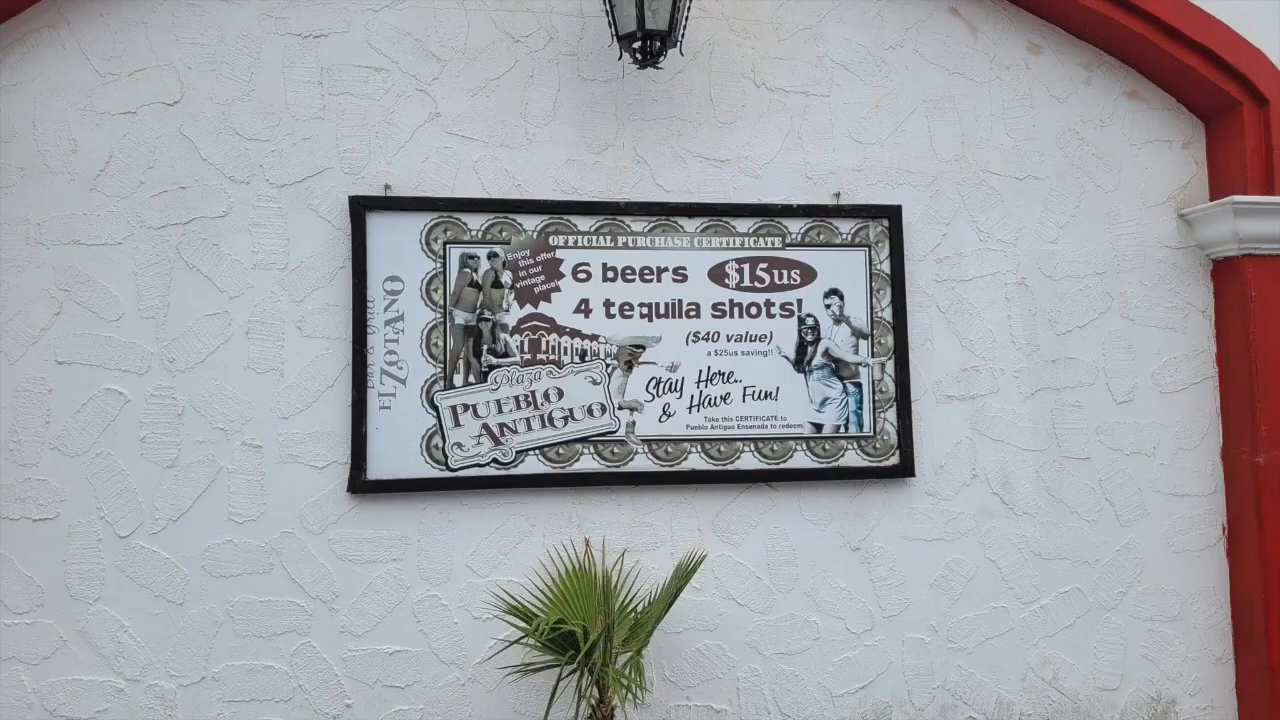 OFFICIAL PURCHASE CERTIFICATE
Enjoy
this offer
in our
vintage
place!
6 beers $15us
4 tequila shots!
($40 value)
a $25us saving!!
Stay Here..
& Have Fun!
Take this CERTIFICATE to
Pueblo Antiguo Ensenada to redeem.
Plaza
PUEBLO
ANTIGUO
Bar & Grill
EL ZOTANO